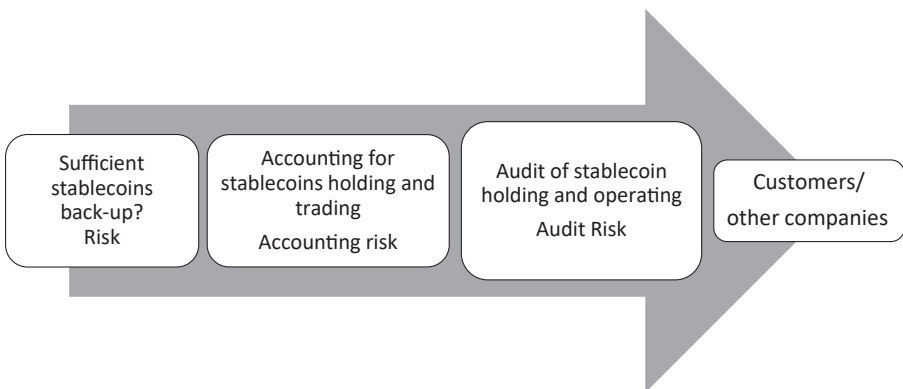 Sufficient
stablecoins
back-up?
Risk
Accounting for
stablecoins holding and
trading
Accounting risk
Audit of stablecoin
holding and operating
Audit Risk
Customers/
other companies